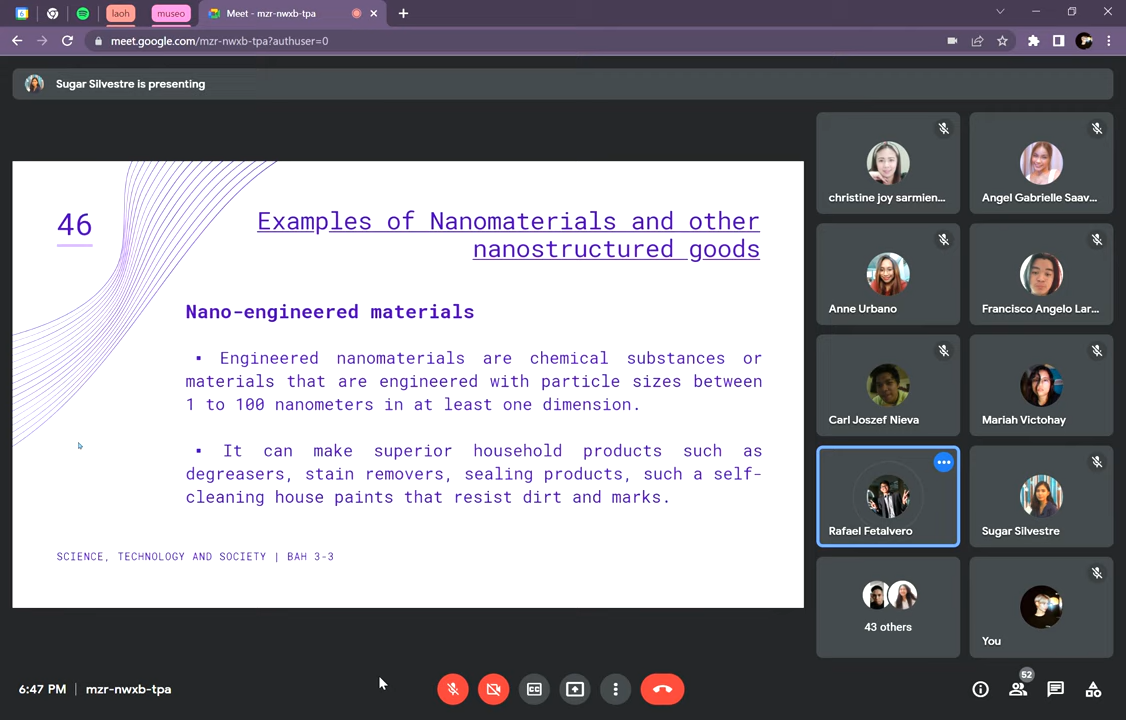 laoh
museo
Meet - mzr-nwxb-tpa
meet.google.com/mzr-nwxb-tpa?authuser=0
Sugar Silvestre is presenting
46
Examples of Nanomaterials and other
nanostructured goods
Nano-engineered materials
▪ Engineered nanomaterials are chemical substances or
materials that are engineered with particle sizes between
1 to 100 nanometers in at least one dimension.
▪ It can make superior household products such as
degreasers, stain removers, sealing products, such a self-
cleaning house paints that resist dirt and marks.
SCIENCE, TECHNOLOGY AND SOCIETY | BAH 3-3
christine joy sarmien...
Angel Gabrielle Saav...
Anne Urbano
Francisco Angelo Lar...
Carl Joszef Nieva
Mariah Victohay
Rafael Fetalvero
Sugar Silvestre
43 others
You
6:47 PM | mzr-nwxb-tpa
52